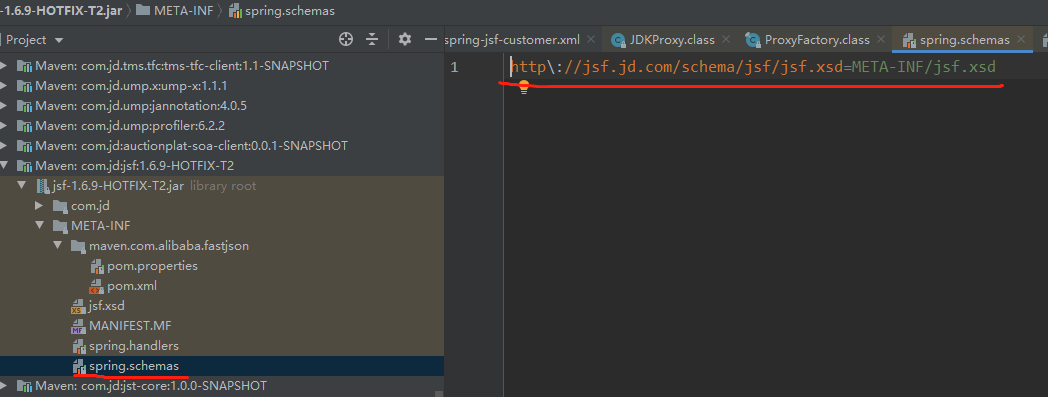 -1.6.9-HOTFIX-T2.jar META-INF spring.schemas
Project
spring-jsf-customer.xml JDKProxy.class ProxyFactory.class spring.schemas
Maven: com.jd.tms.tfc:tms-tfc-client:1.1-SNAPSHOT
Maven: com.jd.ump.x:ump-x:1.1.1
Maven: com.jd.ump:jannotation:4.0.5
Maven: com.jd.ump:profiler:6.2.2
Maven: com.jd:auctionplat-soa-client:0.0.1-SNAPSHOT
Maven: com.jd:jsf:1.6.9-HOTFIX-T2
jsf-1.6.9-HOTFIX-T2.jar library root
com.jd
META-INF
maven.com.alibaba.fastjson
pom.properties
pom.xml
jsf.xsd
MANIFEST.MF
spring.handlers
spring.schemas
Maven: com.jd:jst-core:1.0.0-SNAPSHOT
1 http\://jsf.jd.com/schema/jsf/jsf.xsd=META-INF/jsf.xsd